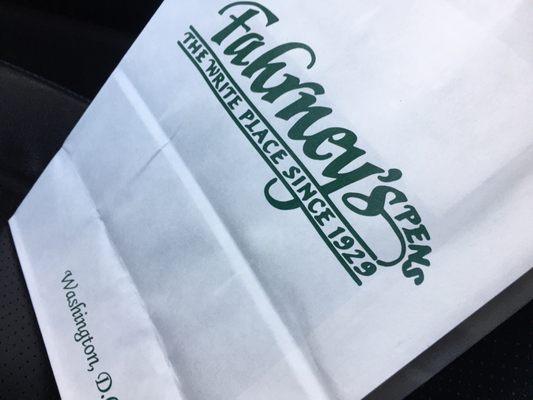 Fahrney's PENS
THE WRITE PLACE SINCE 1929
Washington, D.C